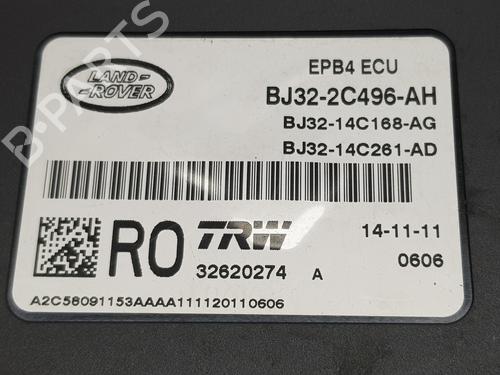 LAND-
-ROVER
EPB4 ECU
BJ32-2C496-AH
BJ32-14C168-AG
BJ32-14C261-AD
RO
TRW
14-11-11
32620274 A
0606
A2C58091153AAAA111120110606
B-PARTS